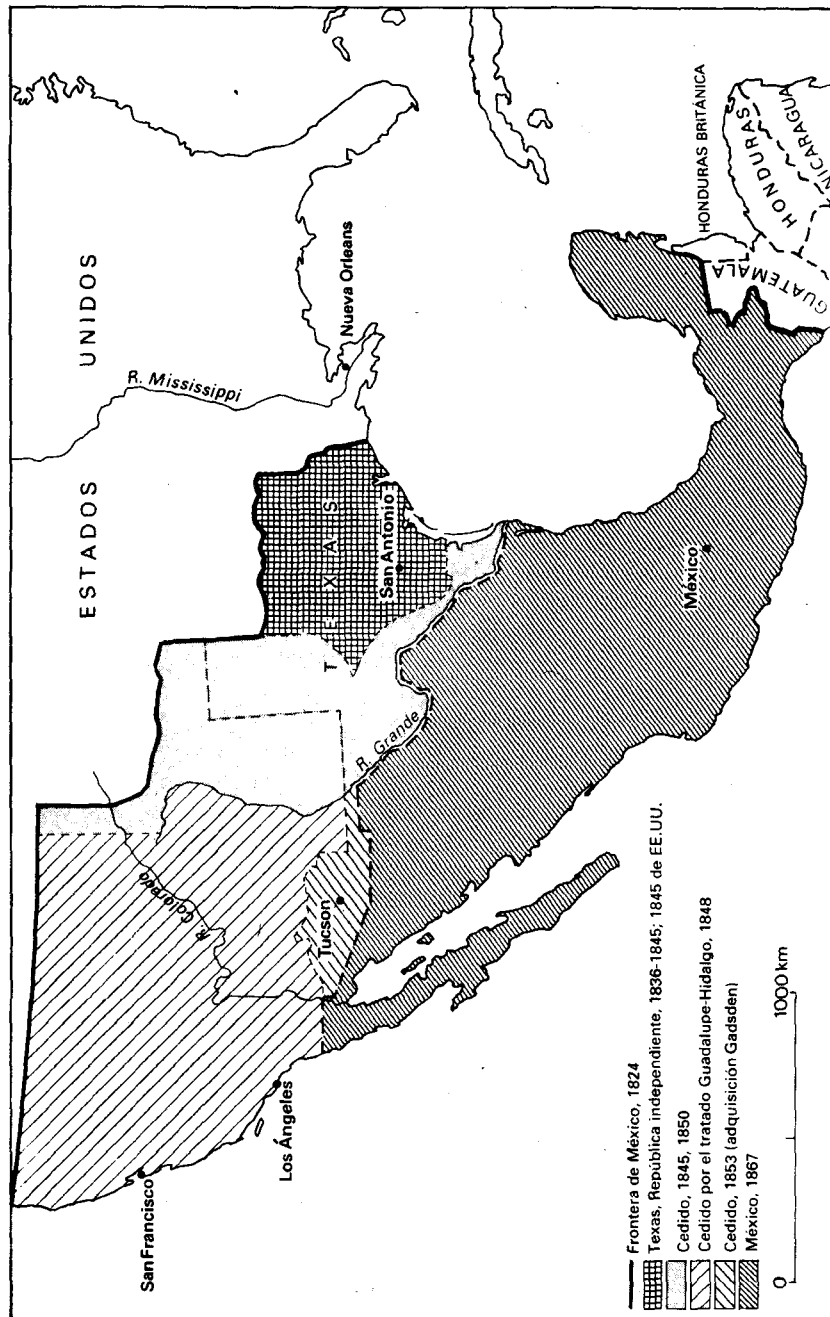 ESTADOS UNIDOS
R. Mississippi
Nueva Orleans
San Francisco
R. Colorado
Los Ángeles
Tucson
R. Grande
TEXAS
San Antonio
México
HONDURAS BRITÁNICA
GUATEMALA
HONDURAS
NICARAGUA
Frontera de México, 1824
Texas, República independiente, 1836-1845; 1845 de EE.UU.
Cedido, 1845, 1850
Cedido por el tratado Guadalupe-Hidalgo, 1848
Cedido, 1853 (adquisición Gadsden)
México, 1867
0 1000 km